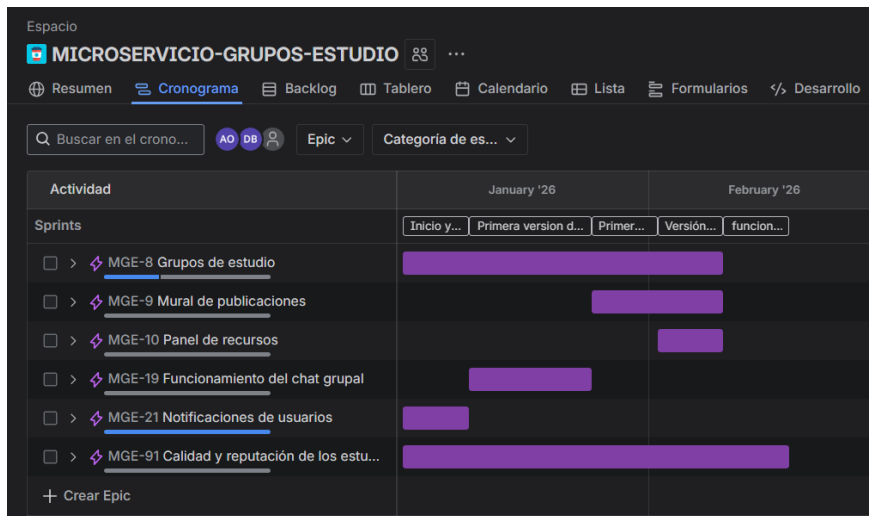 Espacio
MICROSERVICIO-GRUPOS-ESTUDIO ...
Resumen Cronograma Backlog Tablero Calendario Lista Formularios Desarrollo
Buscar en el crono... AO DB Epic Categoría de es...
Actividad January '26 February '26
Sprints Inicio y... Primera version d... Primer... Versión... funcion...
MGE-8 Grupos de estudio
MGE-9 Mural de publicaciones
MGE-10 Panel de recursos
MGE-19 Funcionamiento del chat grupal
MGE-21 Notificaciones de usuarios
MGE-91 Calidad y reputación de los estu...
+ Crear Epic